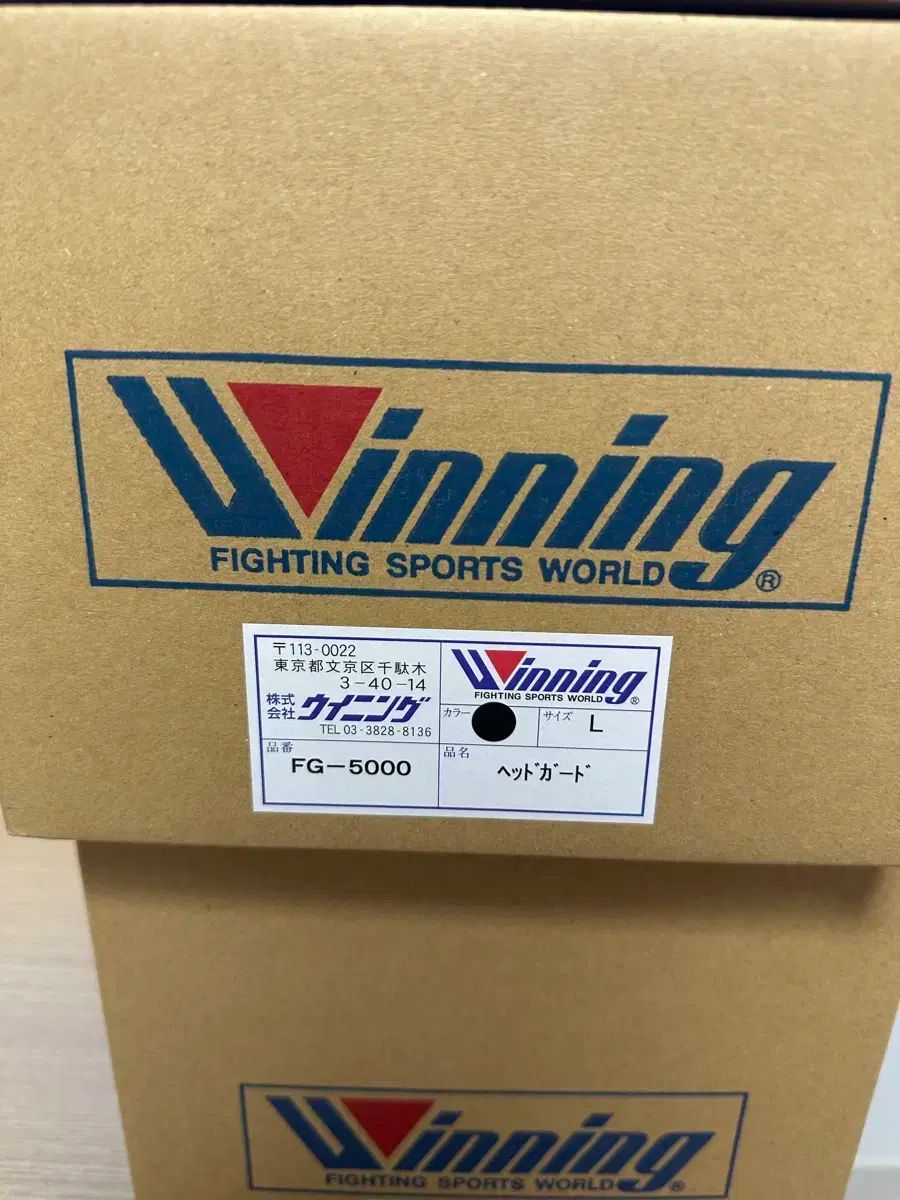 Winning
FIGHTING SPORTS WORLD ®
〒113-0022
東京都文京区千駄木
3-40-14
株式会社 ウイニング
TEL 03-3828-8136
Winning
FIGHTING SPORTS WORLD ®
カラー
サイズ L
品番
FG-5000
品名
ヘッドガード
Winning
FIGHTING SPORTS WORLD ®